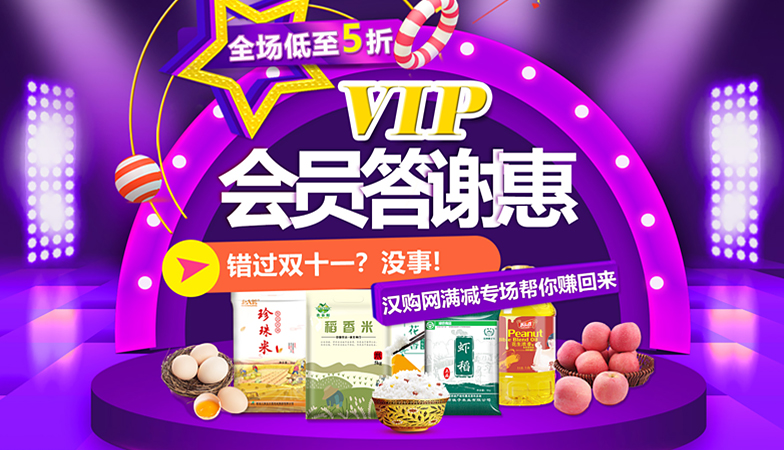 全场低至5折
VIP
会员答谢惠
错过双十一？没事！
汉购网满减专场帮你赚回来
珍珠米
稻香米
花
虾稻
Peanut